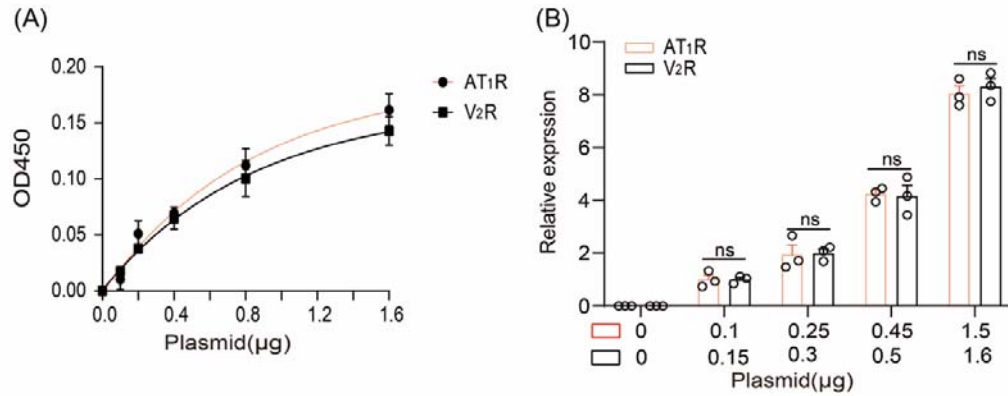 (A)
0.20
0.15
0.10
0.05
0.00
OD450
0.0 0.4 0.8 1.2 1.6
Plasmid(μg)
AT1R
V2R
(B)
AT1R
V2R
10
8
6
4
2
0
Relative exprssion
ns ns ns ns
0 0.1 0.25 0.45 1.5
0 0.15 0.3 0.5 1.6
Plasmid(μg)